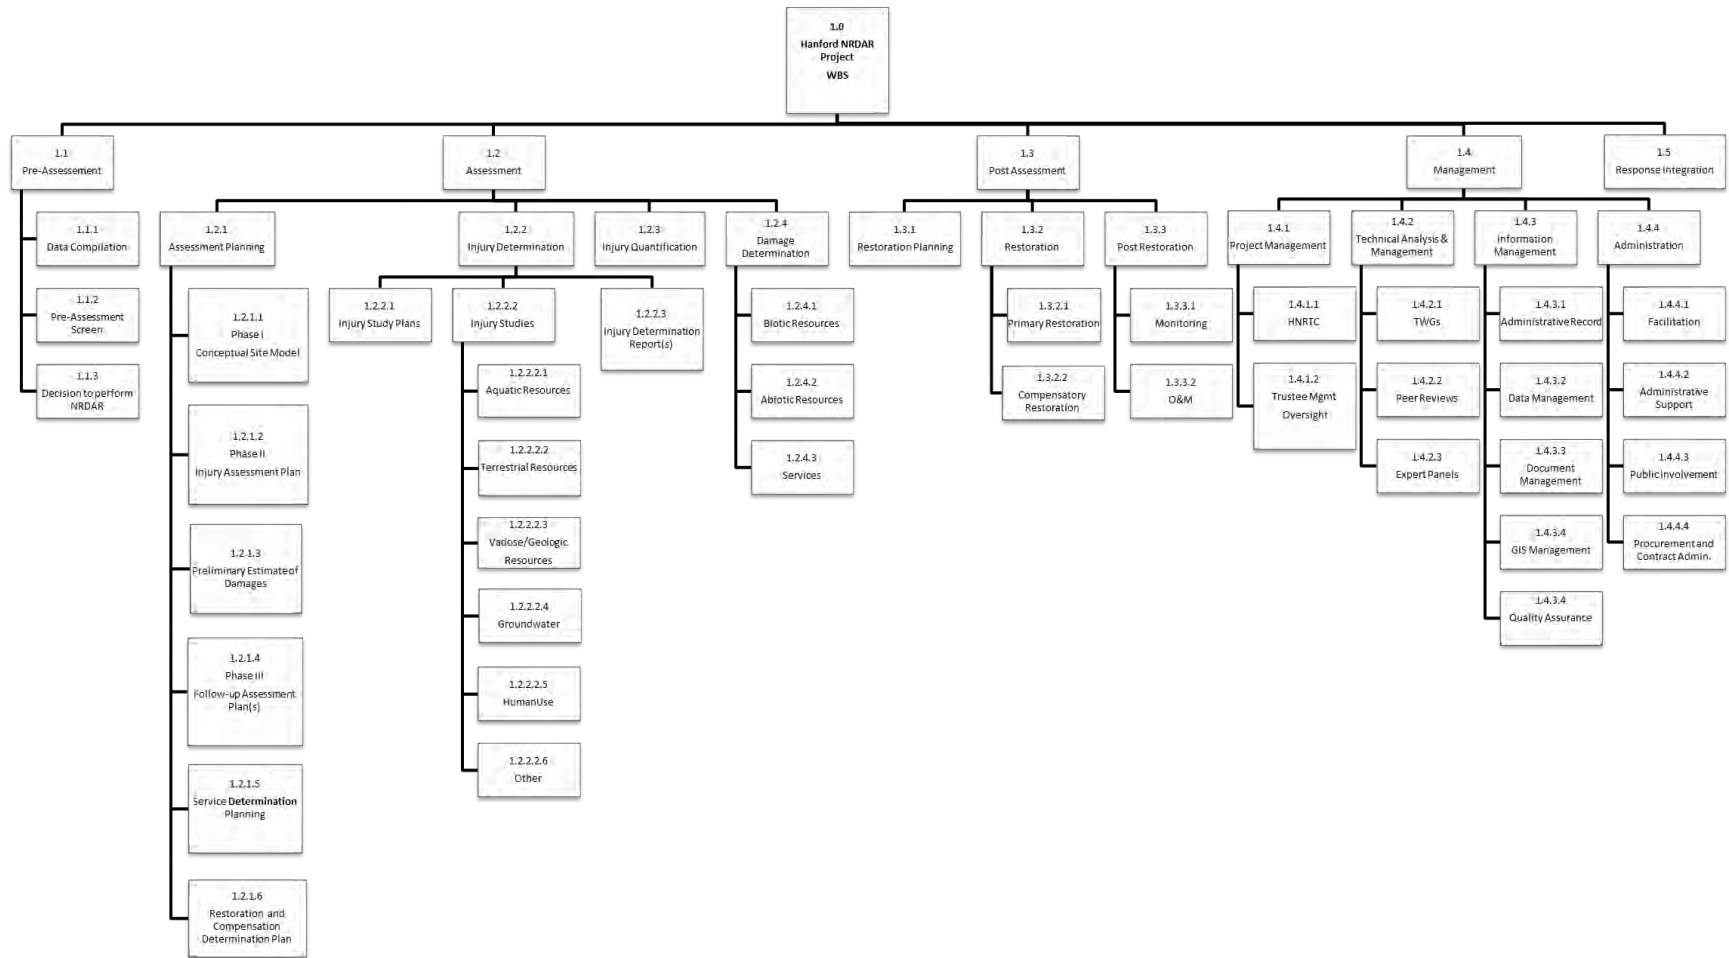 1.0
Hanford NRDAR
Project
WBS
1.1
Pre-Assessement
1.2
Assessment
1.3
Post Assessment
1.4
Management
1.5
Response Integration
1.1.1
Data Compilation
1.1.2
Pre-Assessment
Screen
1.1.3
Decision to perform
NRDAR
1.2.1
Assessment Planning
1.2.1.1
Phase I
Conceptual Site Model
1.2.1.2
Phase II
Injury Assessment Plan
1.2.1.3
Preliminary Estimate of
Damages
1.2.1.4
Phase III
Follow-up Assessment
Plan(s)
1.2.1.5
Service Determination
Planning
1.2.1.6
Restoration and
Compensation
Determination Plan
1.2.2
Injury Determination
1.2.2.1
Injury Study Plans
1.2.2.2
Injury Studies
1.2.2.2.1
Aquatic Resources
1.2.2.2.2
Terrestrial Resources
1.2.2.2.3
Vadose/Geologic
Resources
1.2.2.2.4
Groundwater
1.2.2.2.5
Human Use
1.2.2.2.6
Other
1.2.2.3
Injury Determination
Report(s)
1.2.3
Injury Quantification
1.2.4
Damage
Determination
1.2.4.1
Biotic Resources
1.2.4.2
Abiotic Resources
1.2.4.3
Services
1.3.1
Restoration Planning
1.3.2
Restoration
1.3.2.1
Primary Restoration
1.3.2.2
Compensatory
Restoration
1.3.3
Post Restoration
1.3.3.1
Monitoring
1.3.3.2
O&M
1.4.1
Project Management
1.4.1.1
HNRTC
1.4.1.2
Trustee Mgmt
Oversight
1.4.2
Technical Analysis &
Management
1.4.2.1
TWGs
1.4.2.2
Peer Reviews
1.4.2.3
Expert Panels
1.4.3
Information
Management
1.4.3.1
Administrative Record
1.4.3.2
Data Management
1.4.3.3
Document
Management
1.4.3.4
GIS Management
1.4.3.4
Quality Assurance
1.4.4
Administration
1.4.4.1
Facilitation
1.4.4.2
Administrative
Support
1.4.4.3
Public Involvement
1.4.4.4
Procurement and
Contract Admin.